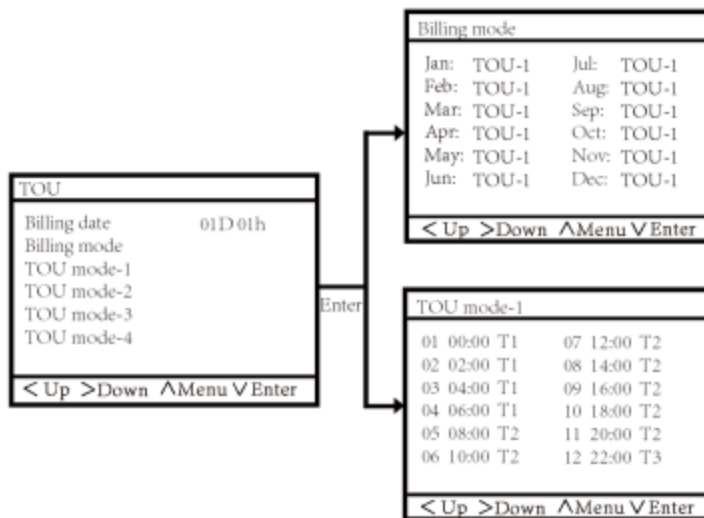 Billing mode
Jan: TOU-1 Jul: TOU-1
Feb: TOU-1 Aug: TOU-1
Mar: TOU-1 Sep: TOU-1
Apr: TOU-1 Oct: TOU-1
May: TOU-1 Nov: TOU-1
Jun: TOU-1 Dec: TOU-1
< Up >Down ΛMenu V Enter
TOU
Billing date 01D 01h
Billing mode
TOU mode-1
TOU mode-2
TOU mode-3
TOU mode-4
< Up >Down ΛMenu V Enter
Enter
TOU mode-1
01 00:00 T1 07 12:00 T2
02 02:00 T1 08 14:00 T2
03 04:00 T1 09 16:00 T2
04 06:00 T1 10 18:00 T2
05 08:00 T2 11 20:00 T2
06 10:00 T2 12 22:00 T3
< Up >Down ΛMenu V Enter